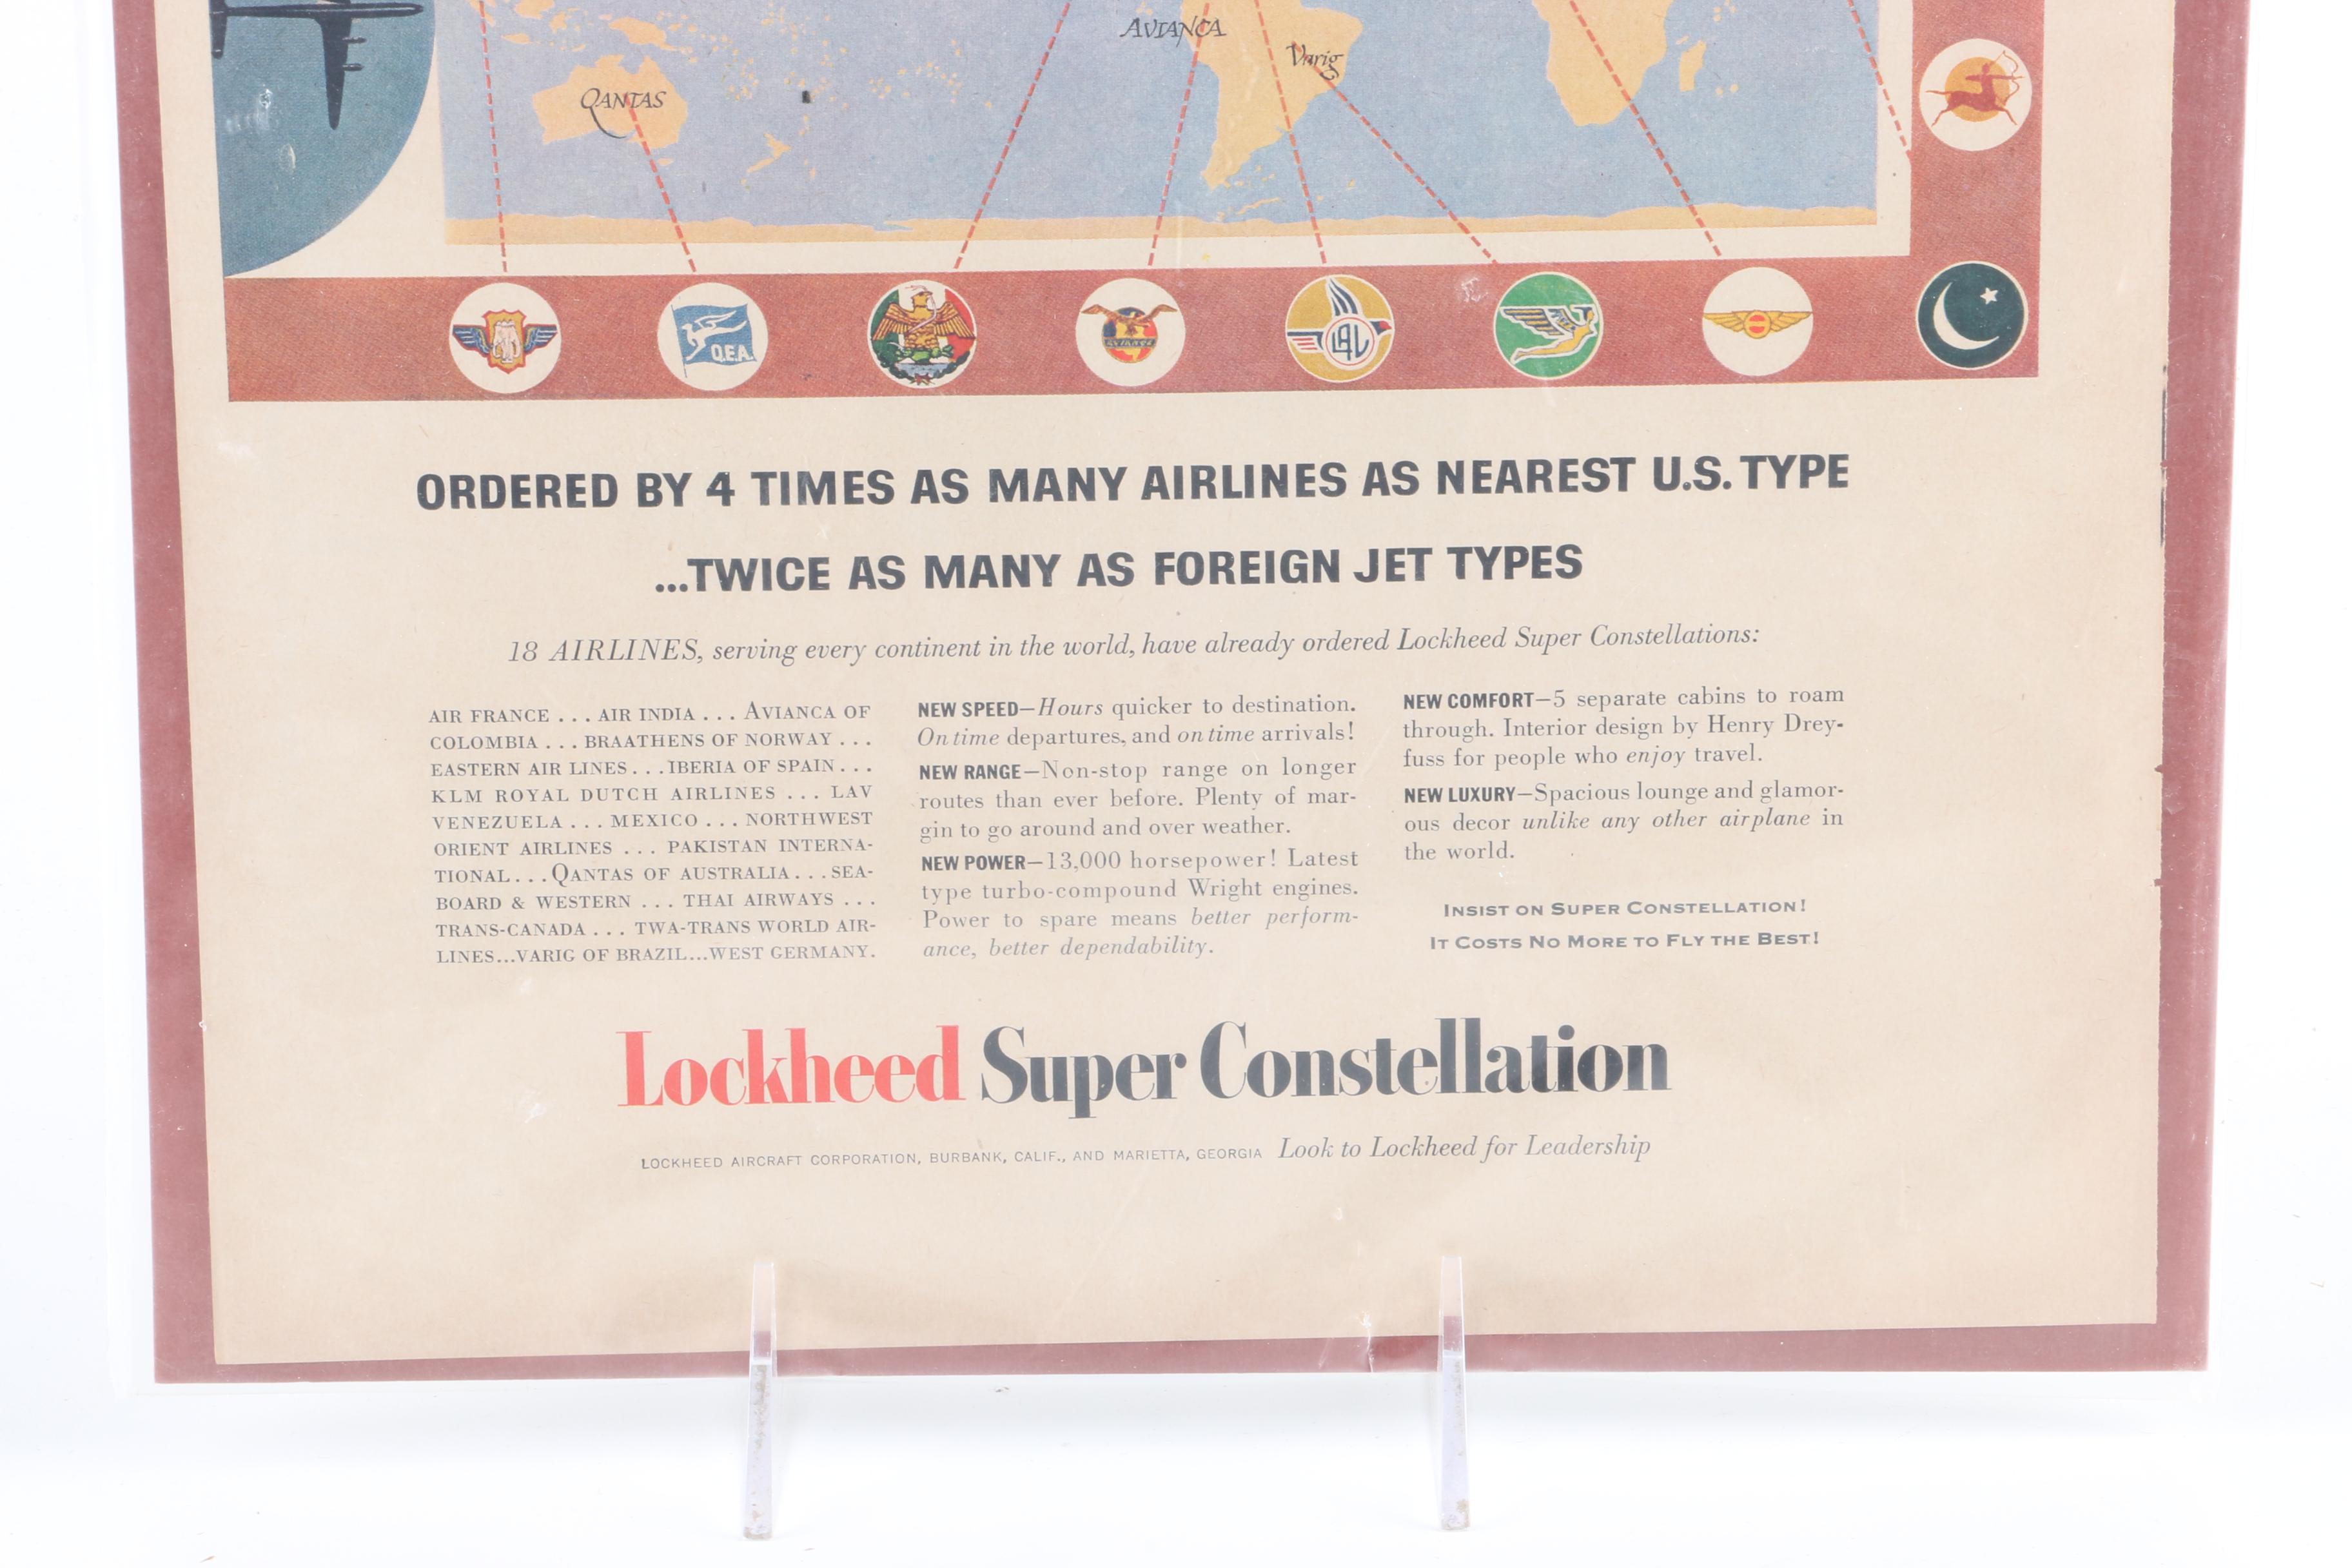 AVIANCA
Varig
QANTAS
Q.E.A.
AVIANCA
LAV
ORDERED BY 4 TIMES AS MANY AIRLINES AS NEAREST U.S. TYPE
...TWICE AS MANY AS FOREIGN JET TYPES
18 AIRLINES, serving every continent in the world, have already ordered Lockheed Super Constellations:
AIR FRANCE . . . AIR INDIA . . . AVIANCA OF
COLOMBIA . . . BRAATHENS OF NORWAY . . .
EASTERN AIR LINES . . . IBERIA OF SPAIN . . .
KLM ROYAL DUTCH AIRLINES . . . LAV
VENEZUELA . . . MEXICO . . . NORTHWEST
ORIENT AIRLINES . . . PAKISTAN INTERNA-
TIONAL . . . QANTAS OF AUSTRALIA . . . SEA-
BOARD & WESTERN . . . THAI AIRWAYS . . .
TRANS-CANADA . . . TWA-TRANS WORLD AIR-
LINES...VARIG OF BRAZIL...WEST GERMANY.
NEW SPEED—Hours quicker to destination.
On time departures, and on time arrivals!
NEW RANGE—Non-stop range on longer
routes than ever before. Plenty of mar-
gin to go around and over weather.
NEW POWER—13,000 horsepower! Latest
type turbo-compound Wright engines.
Power to spare means better perform-
ance, better dependability.
NEW COMFORT—5 separate cabins to roam
through. Interior design by Henry Drey-
fuss for people who enjoy travel.
NEW LUXURY—Spacious lounge and glamor-
ous decor unlike any other airplane in
the world.
INSIST ON SUPER CONSTELLATION!
IT COSTS NO MORE TO FLY THE BEST!
Lockheed Super Constellation
LOCKHEED AIRCRAFT CORPORATION, BURBANK, CALIF., AND MARIETTA, GEORGIA Look to Lockheed for Leadership